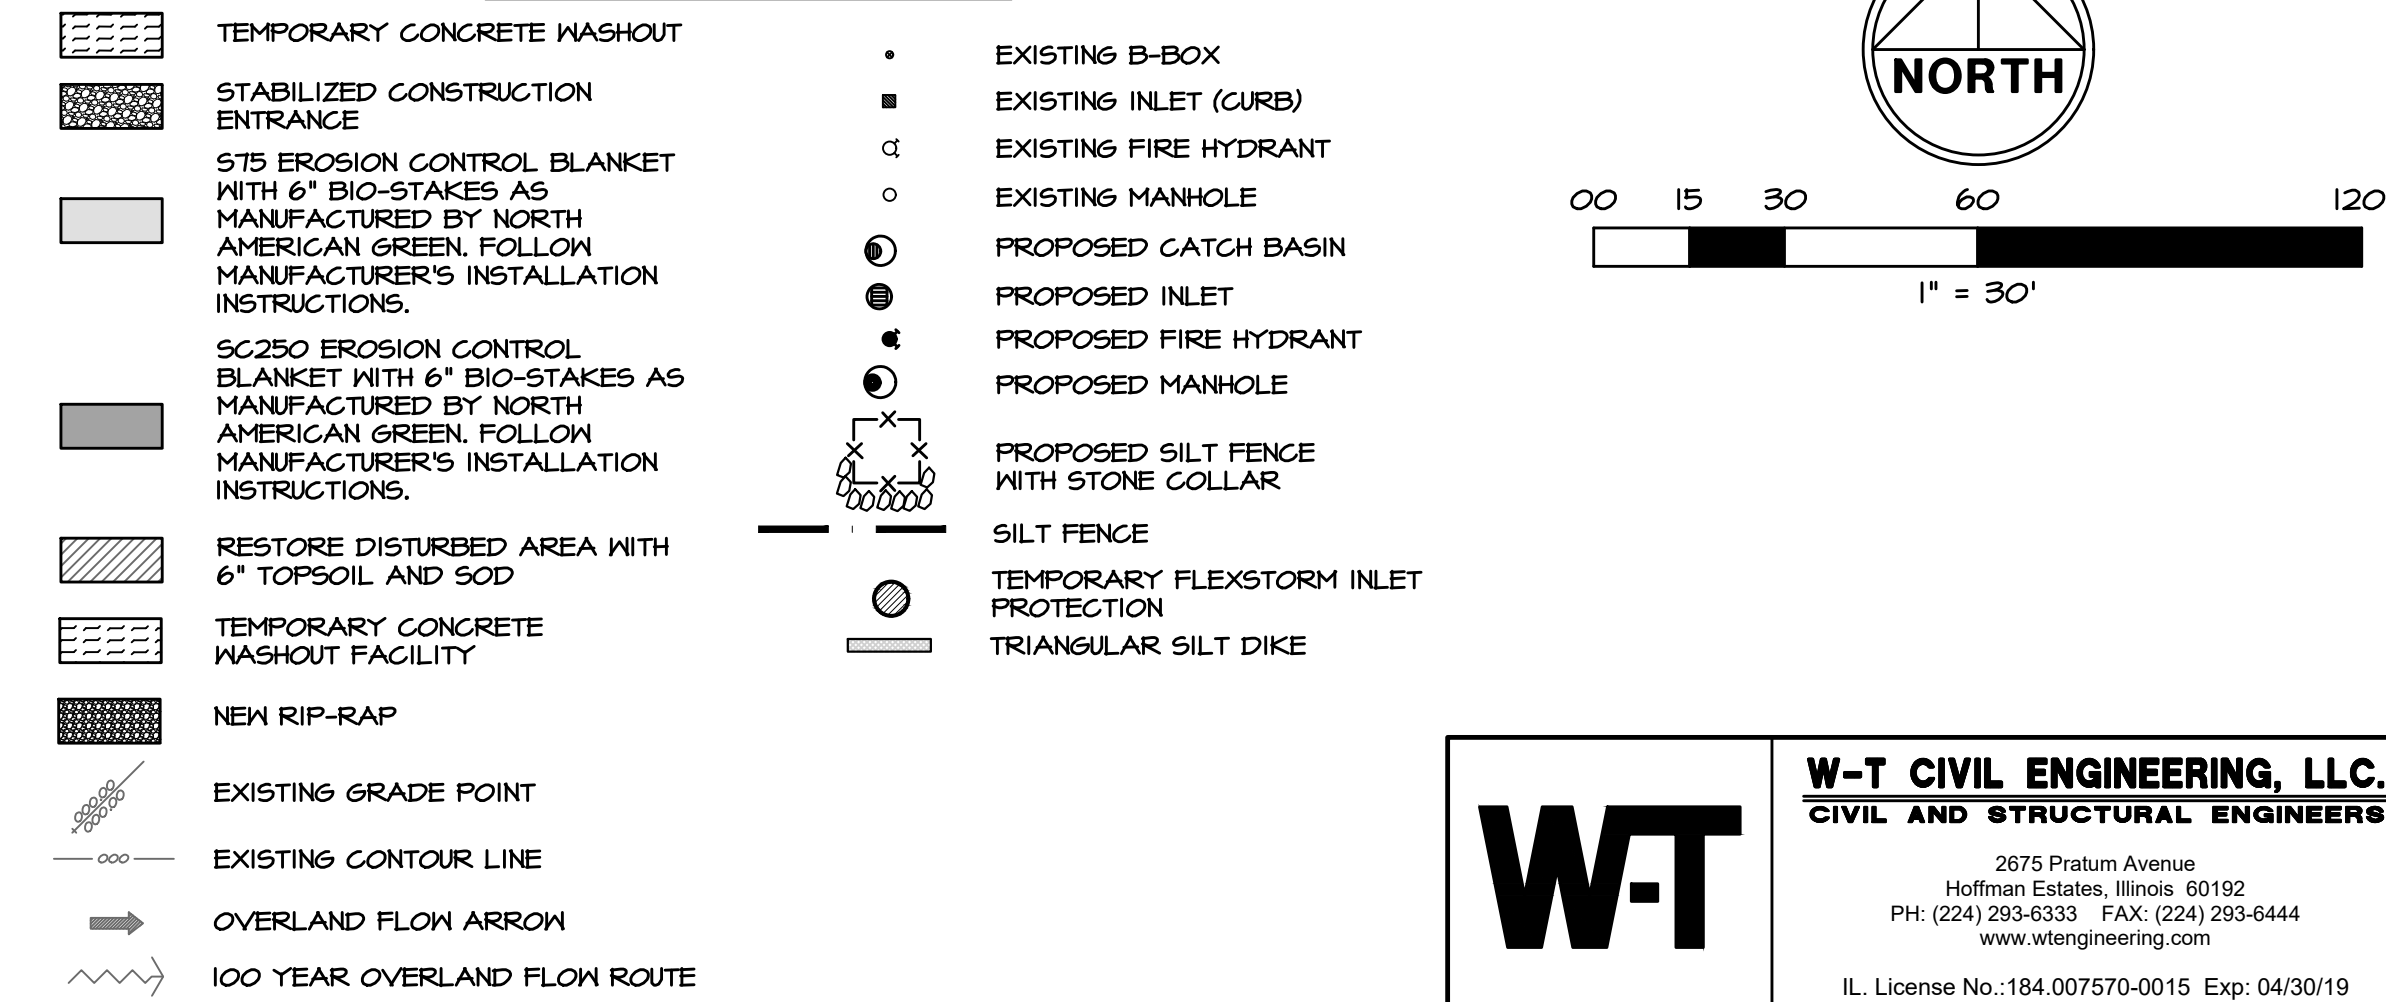 TEMPORARY CONCRETE WASHOUT
STABILIZED CONSTRUCTION
ENTRANCE
S75 EROSION CONTROL BLANKET
WITH 6" BIO-STAKES AS
MANUFACTURED BY NORTH
AMERICAN GREEN. FOLLOW
MANUFACTURER'S INSTALLATION
INSTRUCTIONS.
SC250 EROSION CONTROL
BLANKET WITH 6" BIO-STAKES AS
MANUFACTURED BY NORTH
AMERICAN GREEN. FOLLOW
MANUFACTURER'S INSTALLATION
INSTRUCTIONS.
RESTORE DISTURBED AREA WITH
6" TOPSOIL AND SOD
TEMPORARY CONCRETE
WASHOUT FACILITY
NEW RIP-RAP
000.00
000.00
EXISTING GRADE POINT
000
EXISTING CONTOUR LINE
OVERLAND FLOW ARROW
100 YEAR OVERLAND FLOW ROUTE
EXISTING B-BOX
EXISTING INLET (CURB)
EXISTING FIRE HYDRANT
EXISTING MANHOLE
PROPOSED CATCH BASIN
PROPOSED INLET
PROPOSED FIRE HYDRANT
PROPOSED MANHOLE
PROPOSED SILT FENCE
WITH STONE COLLAR
SILT FENCE
TEMPORARY FLEXSTORM INLET
PROTECTION
TRIANGULAR SILT DIKE
NORTH
00 15 30 60 120
1" = 30'
W-T
W-T CIVIL ENGINEERING, LLC.
CIVIL AND STRUCTURAL ENGINEERS
2675 Pratum Avenue
Hoffman Estates, Illinois 60192
PH: (224) 293-6333 FAX: (224) 293-6444
www.wtengineering.com
IL. License No.:184.007570-0015 Exp: 04/30/19